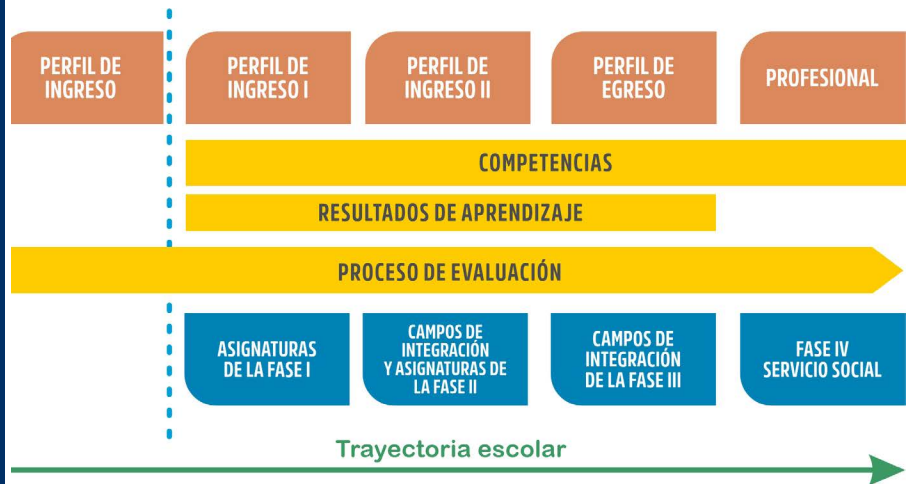 PERFIL DE
INGRESO
PERFIL DE
INGRESO I
PERFIL DE
INGRESO II
PERFIL DE
EGRESO
PROFESIONAL
COMPETENCIAS
RESULTADOS DE APRENDIZAJE
PROCESO DE EVALUACIÓN
ASIGNATURAS
DE LA FASE I
CAMPOS DE
INTEGRACIÓN
Y ASIGNATURAS DE
LA FASE II
CAMPOS DE
INTEGRACIÓN
DE LA FASE III
FASE IV
SERVICIO SOCIAL
Trayectoria escolar